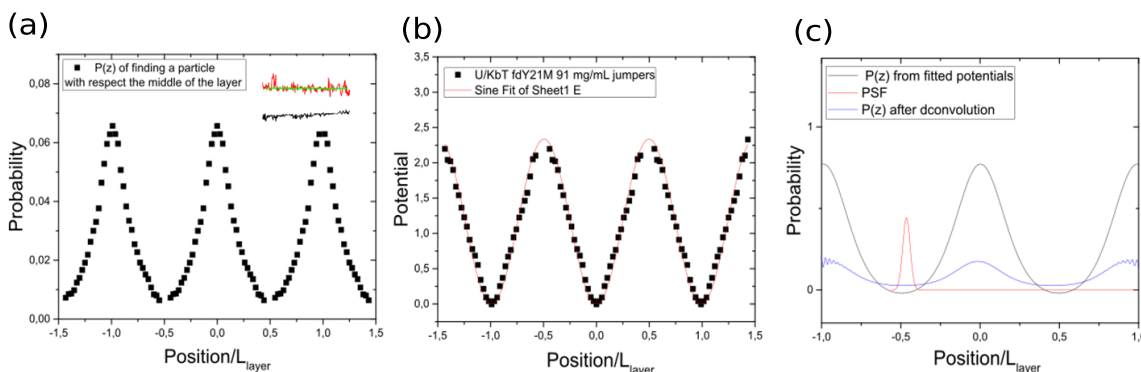 (a)
P(z) of finding a particle
with respect the middle of the layer
0,08
0,06
0,04
0,02
0,00
-1,5
-1,0
-0,5
0,0
0,5
1,0
1,5
Probability
Position/Llayer
(b)
U/KbT fdY21M 91 mg/mL jumpers
Sine Fit of Sheet1 E
3,5
3,0
2,5
2,0
1,5
1,0
0,5
0,0
-1,5
-1,0
-0,5
0,0
0,5
1,0
1,5
Potential
Position/Llayer
(c)
P(z) from fitted potentials
PSF
P(z) after dconvolution
1
0
-1,0
-0,5
0,0
0,5
1,0
Probability
Position/Llayer